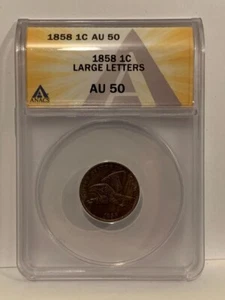 1858 1C AU 50
1858 1C
LARGE LETTERS
AU 50
ANACS